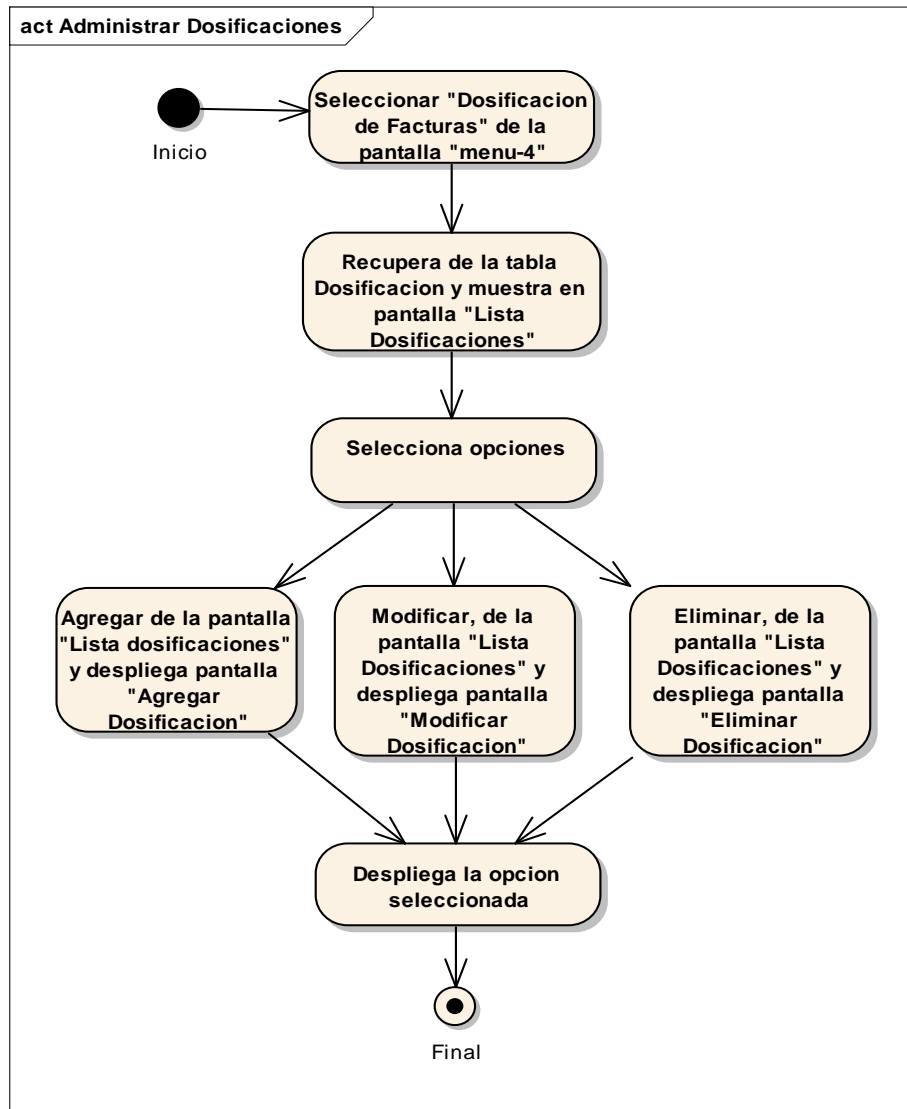 act Administrar Dosificaciones
Inicio
Seleccionar "Dosificacion
de Facturas" de la
pantalla "menu-4"
Recupera de la tabla
Dosificacion y muestra en
pantalla "Lista
Dosificaciones"
Selecciona opciones
Agregar de la pantalla
"Lista dosificaciones"
y despliega pantalla
"Agregar
Dosificacion"
Modificar, de la
pantalla "Lista
Dosificaciones" y
despliega pantalla
"Modificar
Dosificacion"
Eliminar, de la
pantalla "Lista
Dosificaciones" y
despliega pantalla
"Eliminar
Dosificacion"
Despliega la opcion
seleccionada
Final